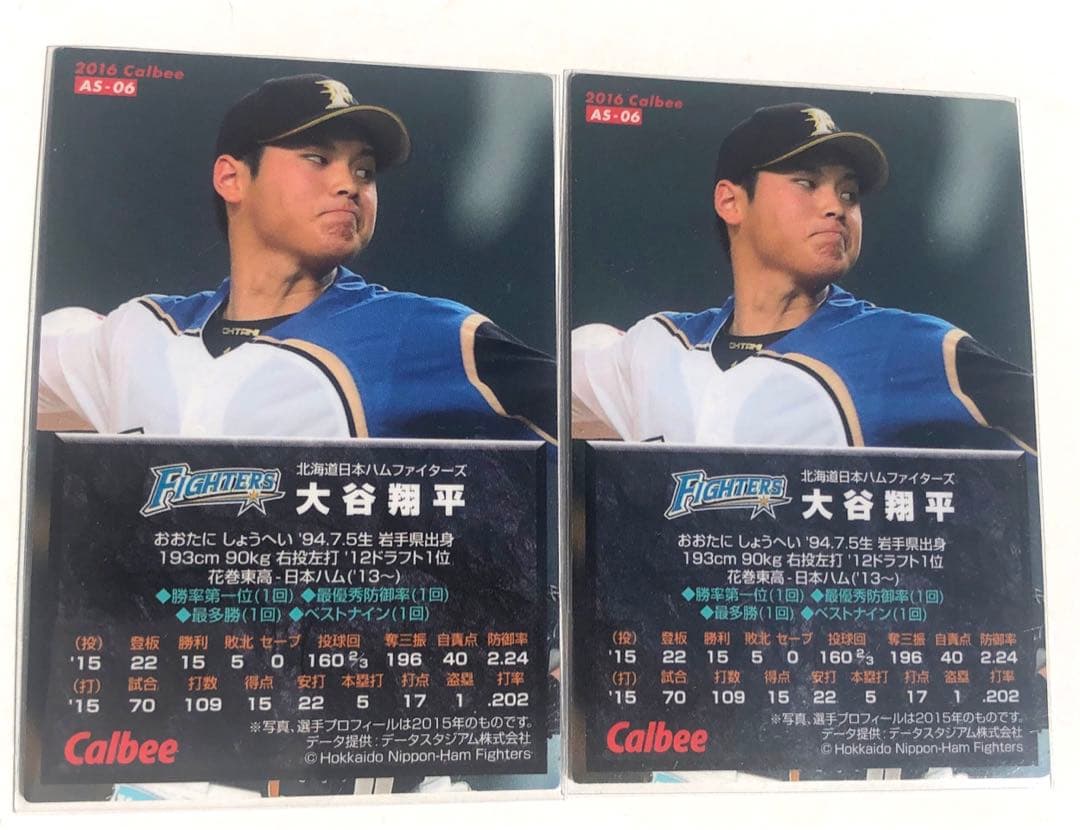 2016 Calbee
AS-06
F
OHTANI
FIGHTERS
北海道日本ハムファイターズ
大谷翔平
おおたに しょうへい '94.7.5生 岩手県出身
193cm 90kg 右投左打 '12ドラフト1位
花巻東高-日本ハム('13～)
◆勝率第一位(1回) ◆最優秀防御率(1回)
◆最多勝(1回) ◆ベストナイン(1回)
(投) 登板 勝利 敗北 セーブ 投球回 奪三振 自責点 防御率
'15 22 15 5 0 160 2/3 196 40 2.24
(打) 試合 打数 得点 安打 本塁打 打点 盗塁 打率
'15 70 109 15 22 5 17 1 .202
※写真、選手プロフィールは2015年のものです。
データ提供:データスタジアム株式会社
Calbee
© Hokkaido Nippon-Ham Fighters
2016 Calbee
AS-06
F
OHTANI
FIGHTERS
北海道日本ハムファイターズ
大谷翔平
おおたに しょうへい '94.7.5生 岩手県出身
193cm 90kg 右投左打 '12ドラフト1位
花巻東高-日本ハム('13～)
◆勝率第一位(1回) ◆最優秀防御率(1回)
◆最多勝(1回) ◆ベストナイン(1回)
(投) 登板 勝利 敗北 セーブ 投球回 奪三振 自責点 防御率
'15 22 15 5 0 160 2/3 196 40 2.24
(打) 試合 打数 得点 安打 本塁打 打点 盗塁 打率
'15 70 109 15 22 5 17 1 .202
※写真、選手プロフィールは2015年のものです。
データ提供:データスタジアム株式会社
Calbee
© Hokkaido Nippon-Ham Fighters